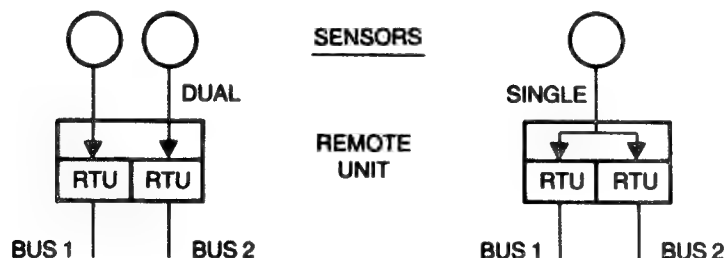 SENSORS
DUAL
SINGLE
REMOTE
UNIT
RTU RTU
RTU RTU
BUS 1 BUS 2
BUS 1 BUS 2